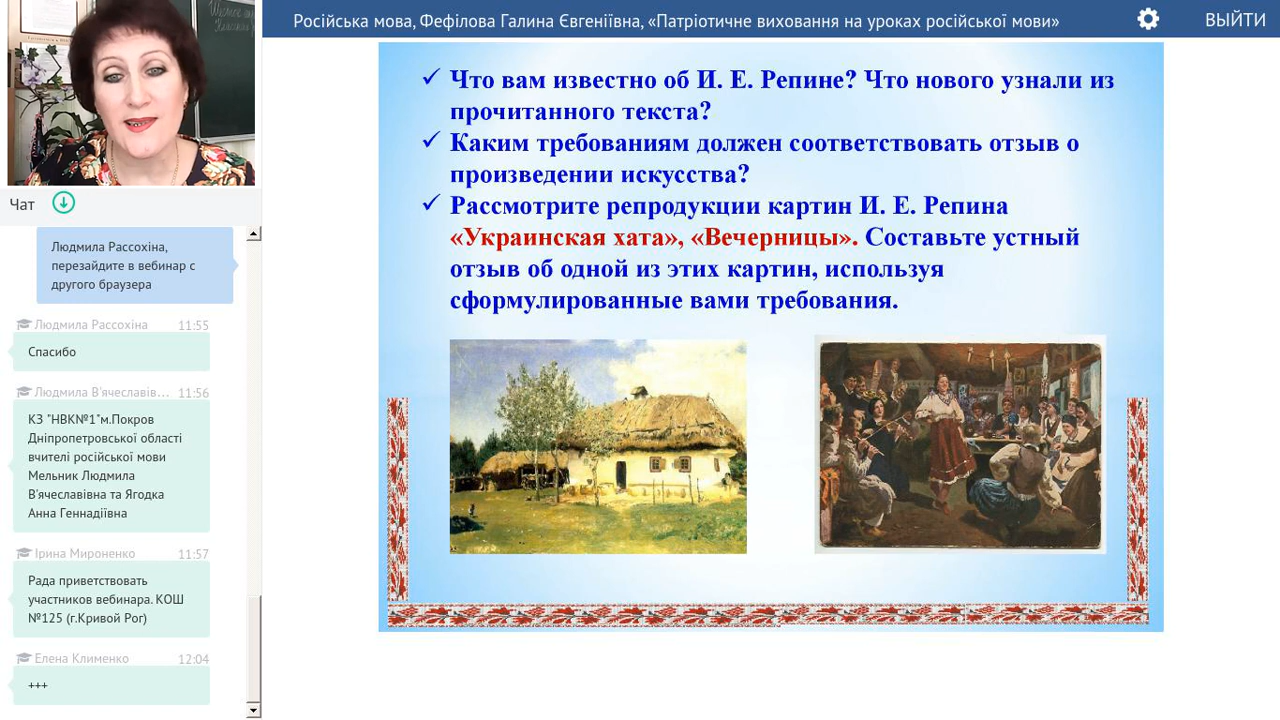 Російська мова, Фефілова Галина Євгеніївна, «Патріотичне виховання на уроках російської мови»
ВЫЙТИ
Чат
Людмила Рассохіна,
перезайдите в вебинар с
другого браузера
Людмила Рассохіна 11:55
Спасибо
Людмила В'ячеславів... 11:56
КЗ "НВК№1"м.Покров
Дніпропетровської області
вчителі російської мови
Мельник Людмила
В'ячеславівна та Ягодка
Анна Геннадіївна
Ірина Мироненко 11:57
Рада приветствовать
участников вебинара. КОШ
№125 (г.Кривой Рог)
Елена Клименко 12:04
+++
Что вам известно об И. Е. Репине? Что нового узнали из
прочитанного текста?
Каким требованиям должен соответствовать отзыв о
произведении искусства?
Рассмотрите репродукции картин И. Е. Репина
«Украинская хата», «Вечерницы». Составьте устный
отзыв об одной из этих картин, используя
сформулированные вами требования.